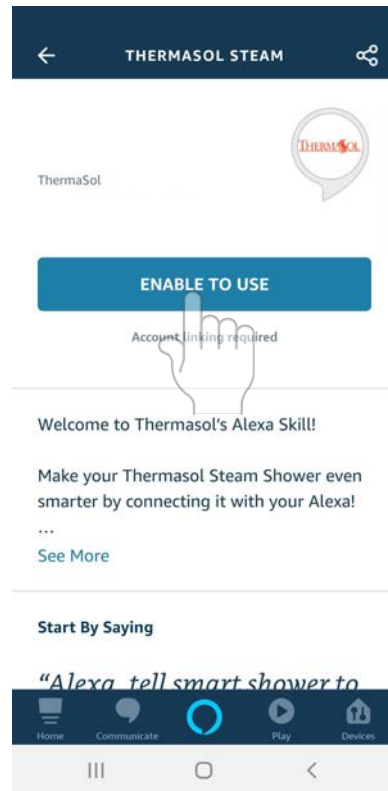 THERMASOL STEAM
THERMASOL
ThermaSol
ENABLE TO USE
Account linking required
Welcome to Thermasol's Alexa Skill!
Make your Thermasol Steam Shower even
smarter by connecting it with your Alexa!
...
See More
Start By Saying
“Alexa, tell smart shower to
Home Communicate Play Devices